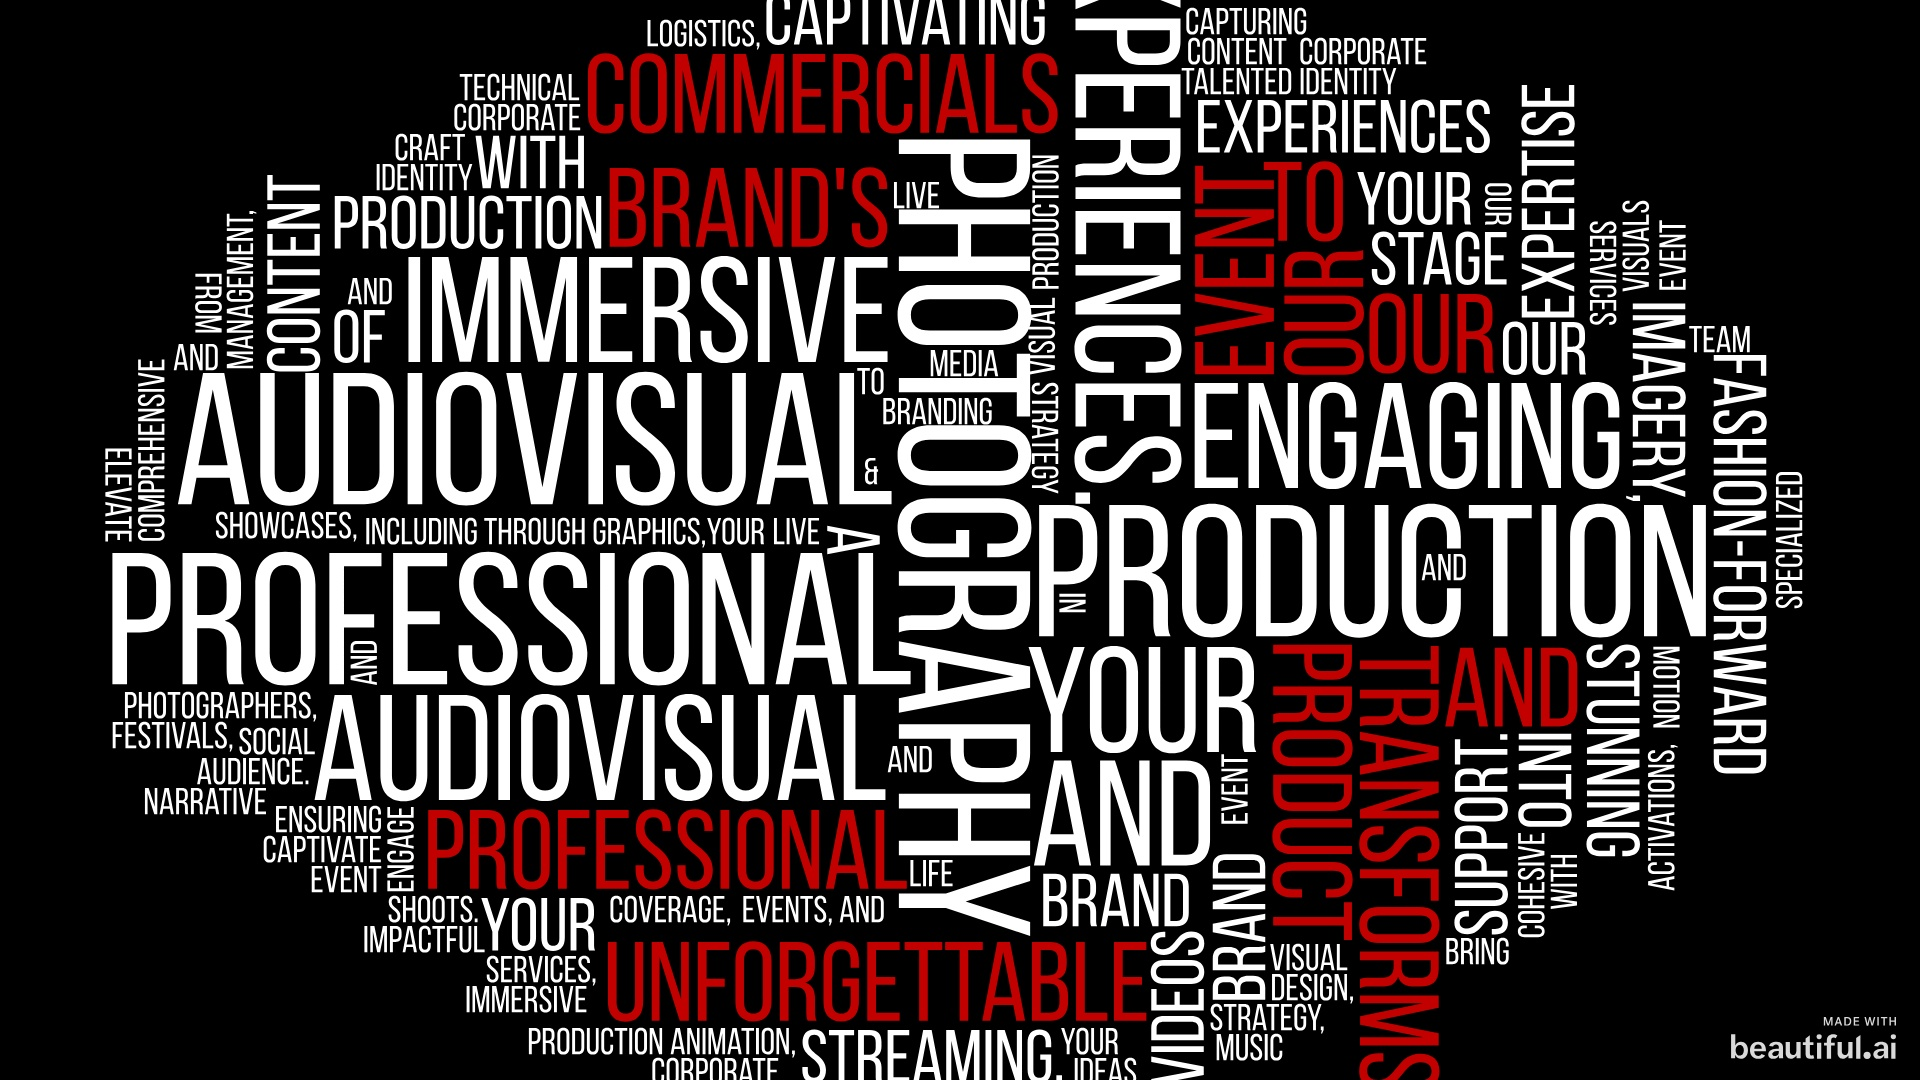 LOGISTICS,
CAPTIVATING
CAPTURING
CONTENT CORPORATE
TALENTED IDENTITY
COMMERCIALS
TECHNICAL
CORPORATE
EXPERIENCES
CRAFT
IDENTITY
WITH
PRODUCTION
BRAND'S
LIVE
PHOTOGRAPHY
VISUAL PRODUCTION
STRATEGY
XPERIENCES.
EVENT
TO
OUR
YOUR
OUR
STAGE
OUR
OUR
EXPERTISE
SERVICES
VISUALS
EVENT
IMAGERY,
TEAM
FASHION-FORWARD
SPECIALIZED
CONTENT
MANAGEMENT,
FROM
AND
AND
OF
IMMERSIVE
MEDIA
TO
BRANDING
COMPREHENSIVE
ELEVATE
AUDIOVISUAL
&
ENGAGING
SHOWCASES,
INCLUDING THROUGH GRAPHICS, YOUR LIVE
A
PROFESSIONAL
AND
PRODUCTION
IN
AND
PHOTOGRAPHERS,
FESTIVALS,
SOCIAL
AUDIENCE.
NARRATIVE
AUDIOVISUAL
AND
YOUR
AND
EVENT
PRODUCT
TRANSFORMS
AND
STUNNING
MOTION
ACTIVATIONS,
SUPPORT.
INTO
COHESIVE
WITH
BRING
ENSURING
CAPTIVATE
EVENT
ENGAGE
PROFESSIONAL
LIFE
BRAND
BRAND
SHOOTS.
IMPACTFUL
YOUR
COVERAGE, EVENTS, AND
SERVICES,
IMMERSIVE
UNFORGETTABLE
VIDEOS
VISUAL
DESIGN,
STRATEGY,
MUSIC
PRODUCTION ANIMATION,
CORPORATE
STREAMING,
YOUR
IDEAS
MADE WITH
beautiful.ai